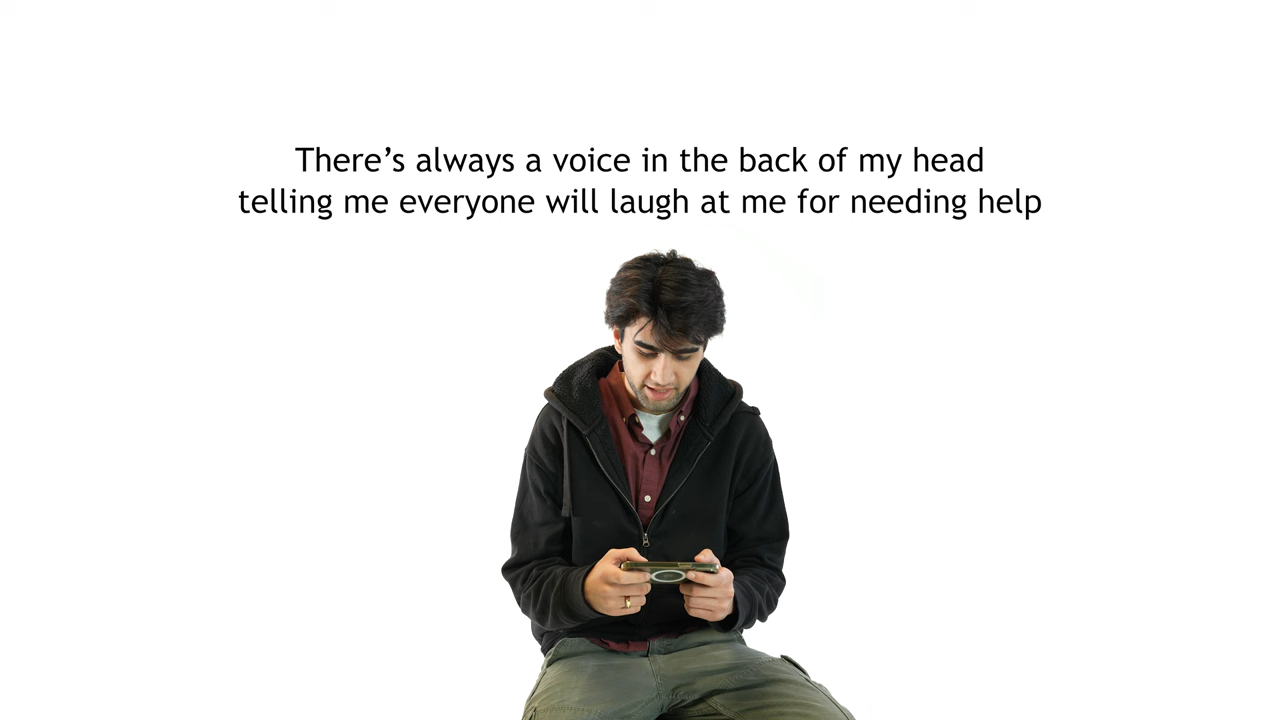 There’s always a voice in the back of my head
telling me everyone will laugh at me for needing help